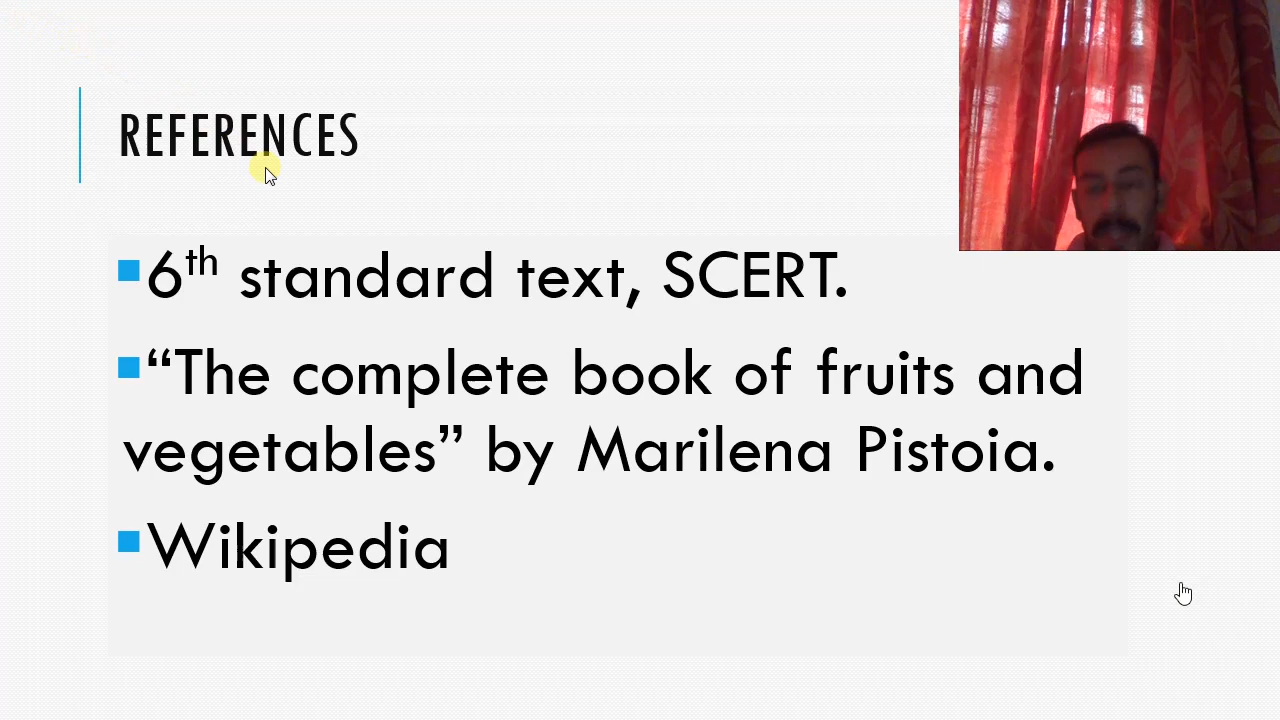 REFERENCES
6th standard text, SCERT.
“The complete book of fruits and
vegetables” by Marilena Pistoia.
Wikipedia